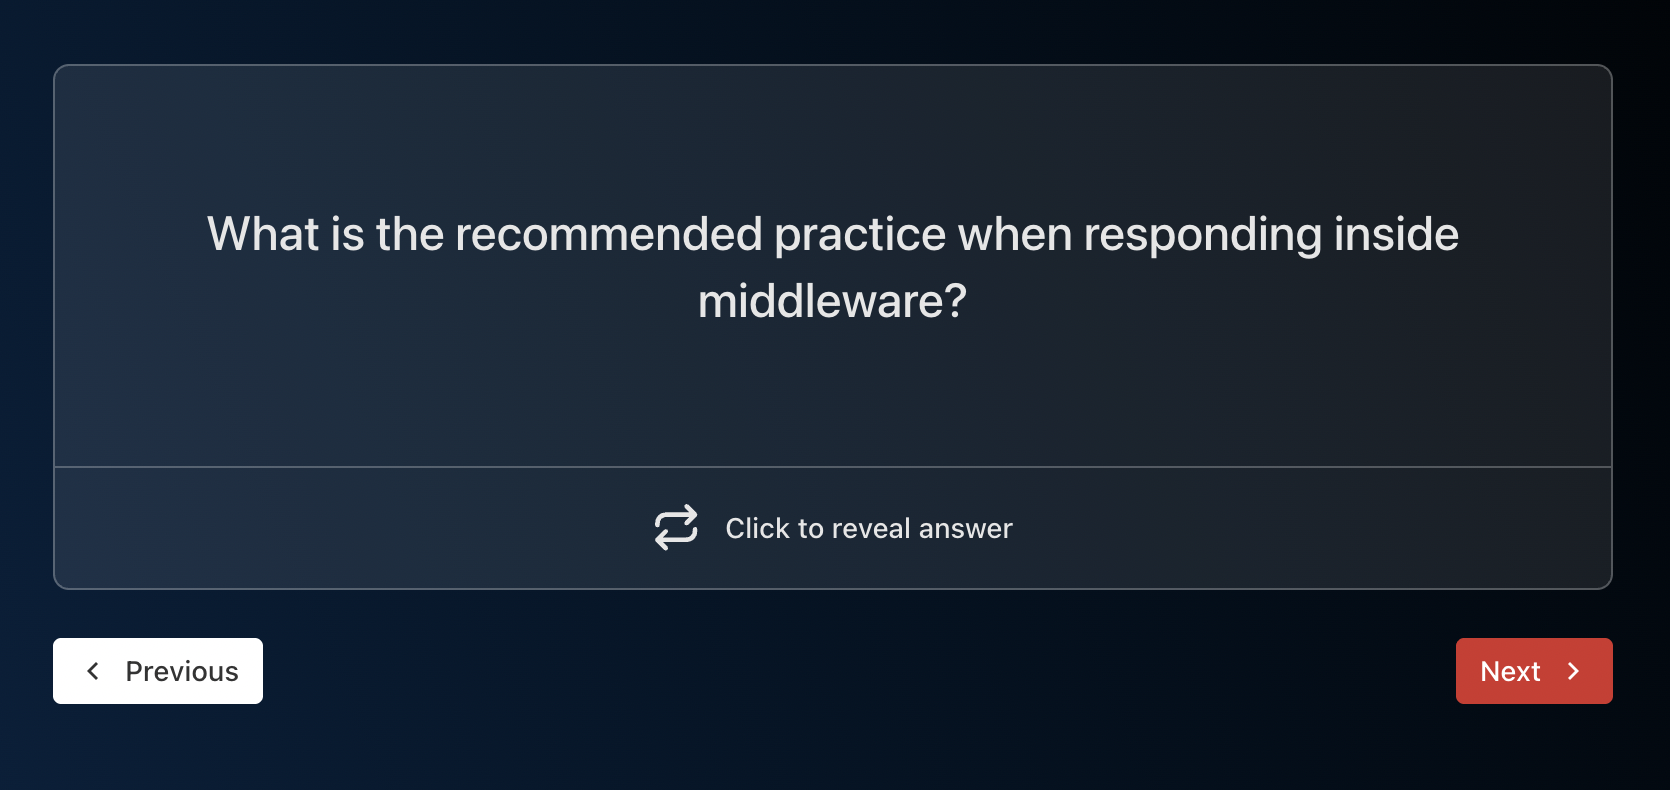 What is the recommended practice when responding inside
middleware?
Click to reveal answer
Previous
Next